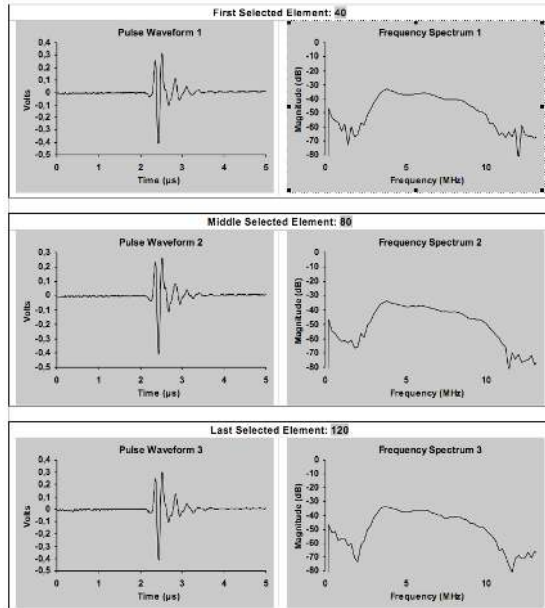 First Selected Element: 40
Pulse Waveform 1
0,4
0,3
0,2
0,1
0
-0,1
-0,2
-0,3
-0,4
-0,5
Volts
0 1 2 3 4 5
Time (µs)
Frequency Spectrum 1
0
-10
-20
-30
-40
-50
-60
-70
-80
Magnitude (dB)
0 5 10
Frequency (MHz)
Middle Selected Element: 80
Pulse Waveform 2
0,3
0,2
0,1
0
-0,1
-0,2
-0,3
-0,4
-0,5
Volts
0 1 2 3 4 5
Time (µs)
Frequency Spectrum 2
0
-10
-20
-30
-40
-50
-60
-70
-80
Magnitude (dB)
0 5 10
Frequency (MHz)
Last Selected Element: 120
Pulse Waveform 3
0,4
0,3
0,2
0,1
0
-0,1
-0,2
-0,3
-0,4
-0,5
Volts
0 1 2 3 4 5
Time (µs)
Frequency Spectrum 3
0
-10
-20
-30
-40
-50
-60
-70
-80
Magnitude (dB)
0 5 10
Frequency (MHz)